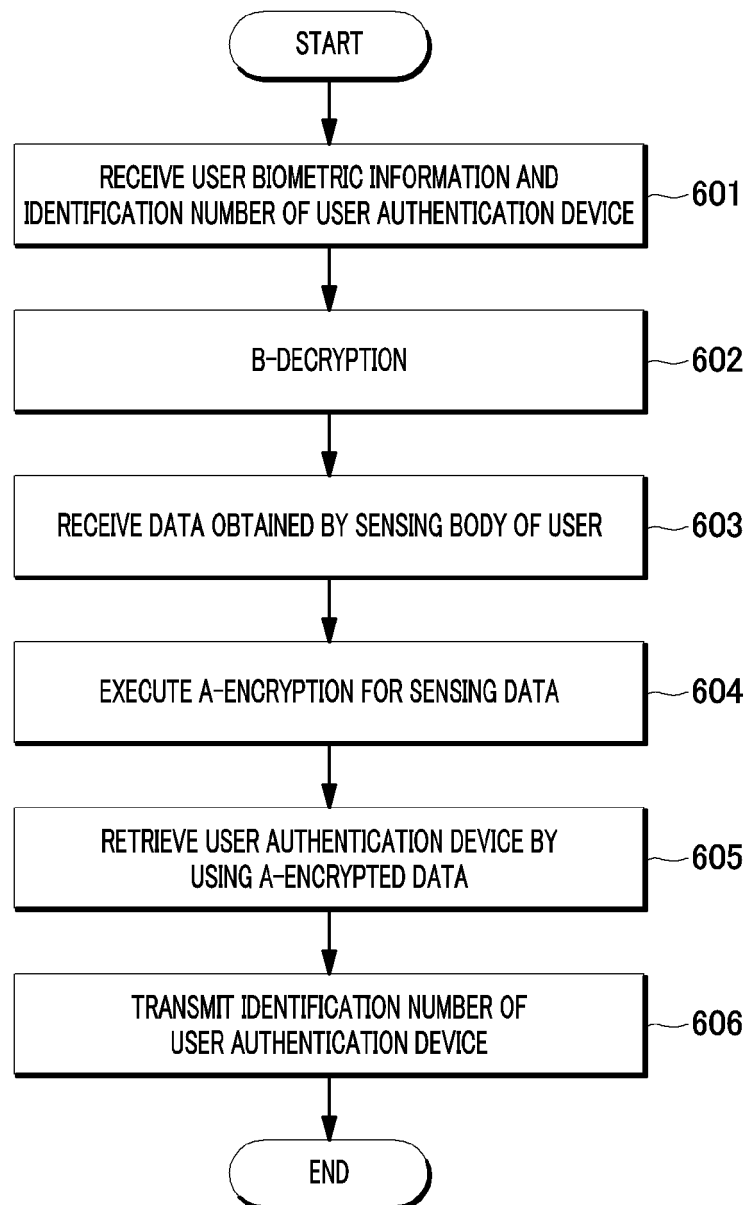 START
RECEIVE USER BIOMETRIC INFORMATION AND
IDENTIFICATION NUMBER OF USER AUTHENTICATION DEVICE
601
B-DECRYPTION
602
RECEIVE DATA OBTAINED BY SENSING BODY OF USER
603
EXECUTE A-ENCRYPTION FOR SENSING DATA
604
RETRIEVE USER AUTHENTICATION DEVICE BY
USING A-ENCRYPTED DATA
605
TRANSMIT IDENTIFICATION NUMBER OF
USER AUTHENTICATION DEVICE
606
END